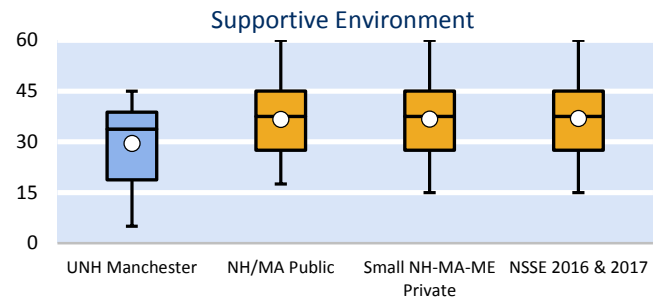 Supportive Environment
60
45
30
15
0
UNH Manchester
NH/MA Public
Small NH-MA-ME
Private
NSSE 2016 & 2017